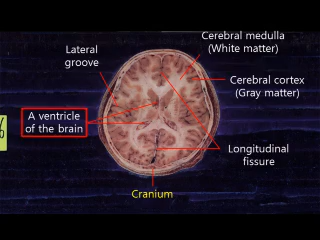 Cerebral medulla
(White matter)
Lateral
groove
Cerebral cortex
(Gray matter)
A ventricle
of the brain
Longitudinal
fissure
Cranium